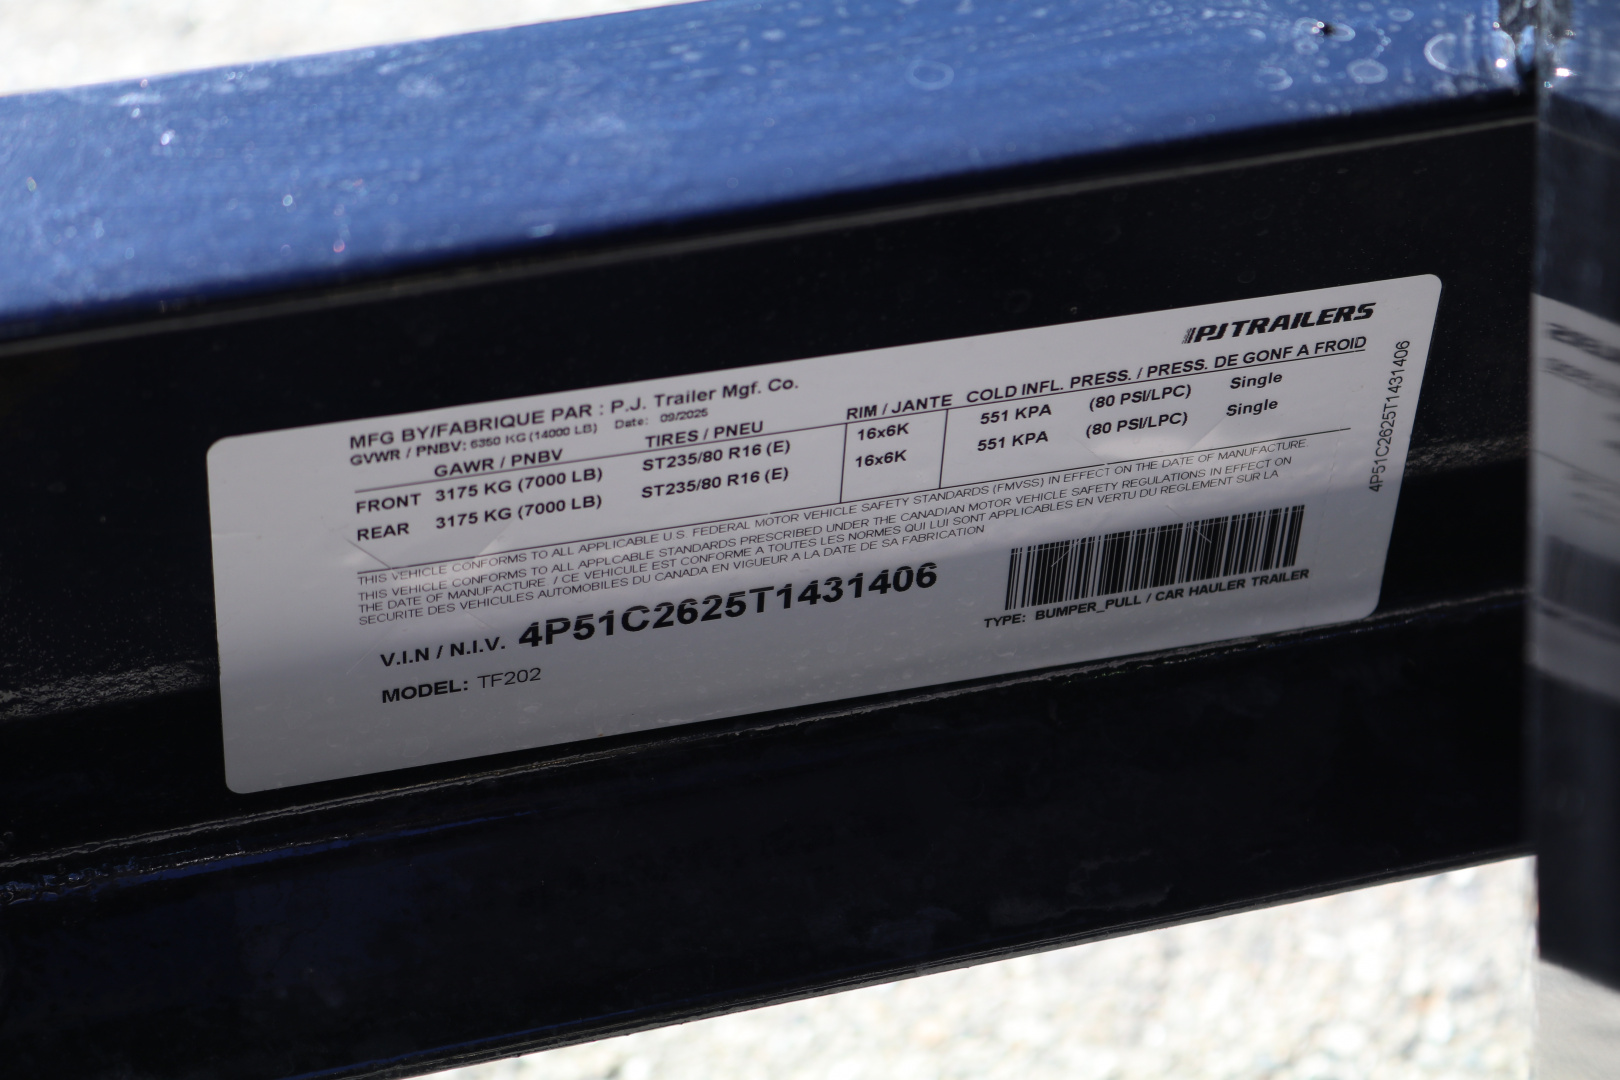 PJ TRAILERS
MFG BY/FABRIQUE PAR : P.J. Trailer Mfg. Co.
GVWR / PNBV: 6350 KG (14000 LB) Date: 09/2025
GAWR / PNBV TIRES / PNEU RIM / JANTE COLD INFL. PRESS. / PRESS. DE GONF A FROID
FRONT 3175 KG (7000 LB) ST235/80 R16 (E) 16x6K 551 KPA (80 PSI/LPC) Single
REAR 3175 KG (7000 LB) ST235/80 R16 (E) 16x6K 551 KPA (80 PSI/LPC) Single
THIS VEHICLE CONFORMS TO ALL APPLICABLE U.S. FEDERAL MOTOR VEHICLE SAFETY STANDARDS (FMVSS) IN EFFECT ON THE DATE OF MANUFACTURE.
THIS VEHICLE CONFORMS TO ALL APPLCABLE STANDARDS PRESCRIBED UNDER THE CANADIAN MOTOR VEHICLE SAFETY REGULATIONS IN EFFECT ON
THE DATE OF MANUFACTURE. / CE VEHICULE EST CONFORME A TOUTES LES NORMES QUI LUI SONT APPLICABLES EN VERTU DU REGLEMENT SUR LA
SECURITE DES VEHICULES AUTOMOBILES DU CANADA EN VIGUEUR A LA DATE DE SA FABRICATION
V.I.N / N.I.V. 4P51C2625T1431406
TYPE: BUMPER_PULL / CAR HAULER TRAILER
MODEL: TF202
4P51C2625T1431406